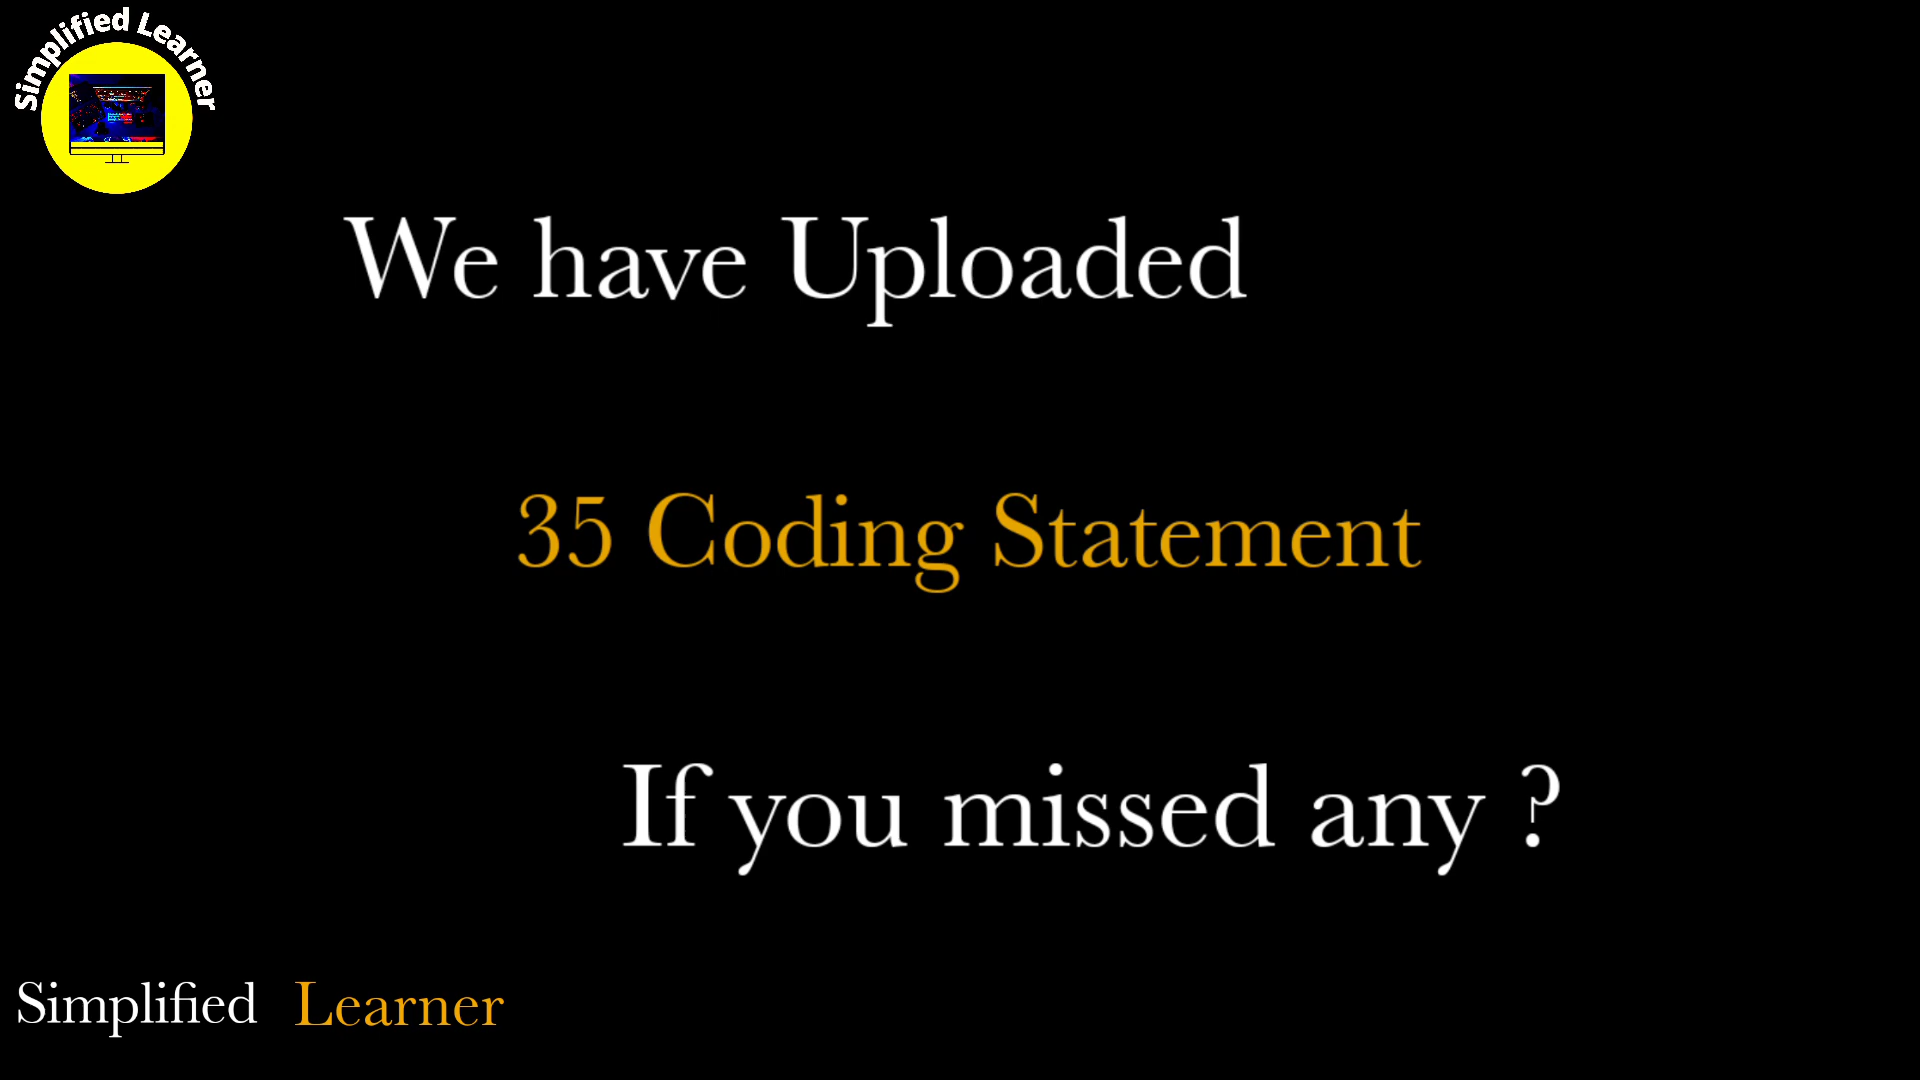 Simplified Learner
We have Uploaded
35 Coding Statement
If you missed any ?
Simplified Learner